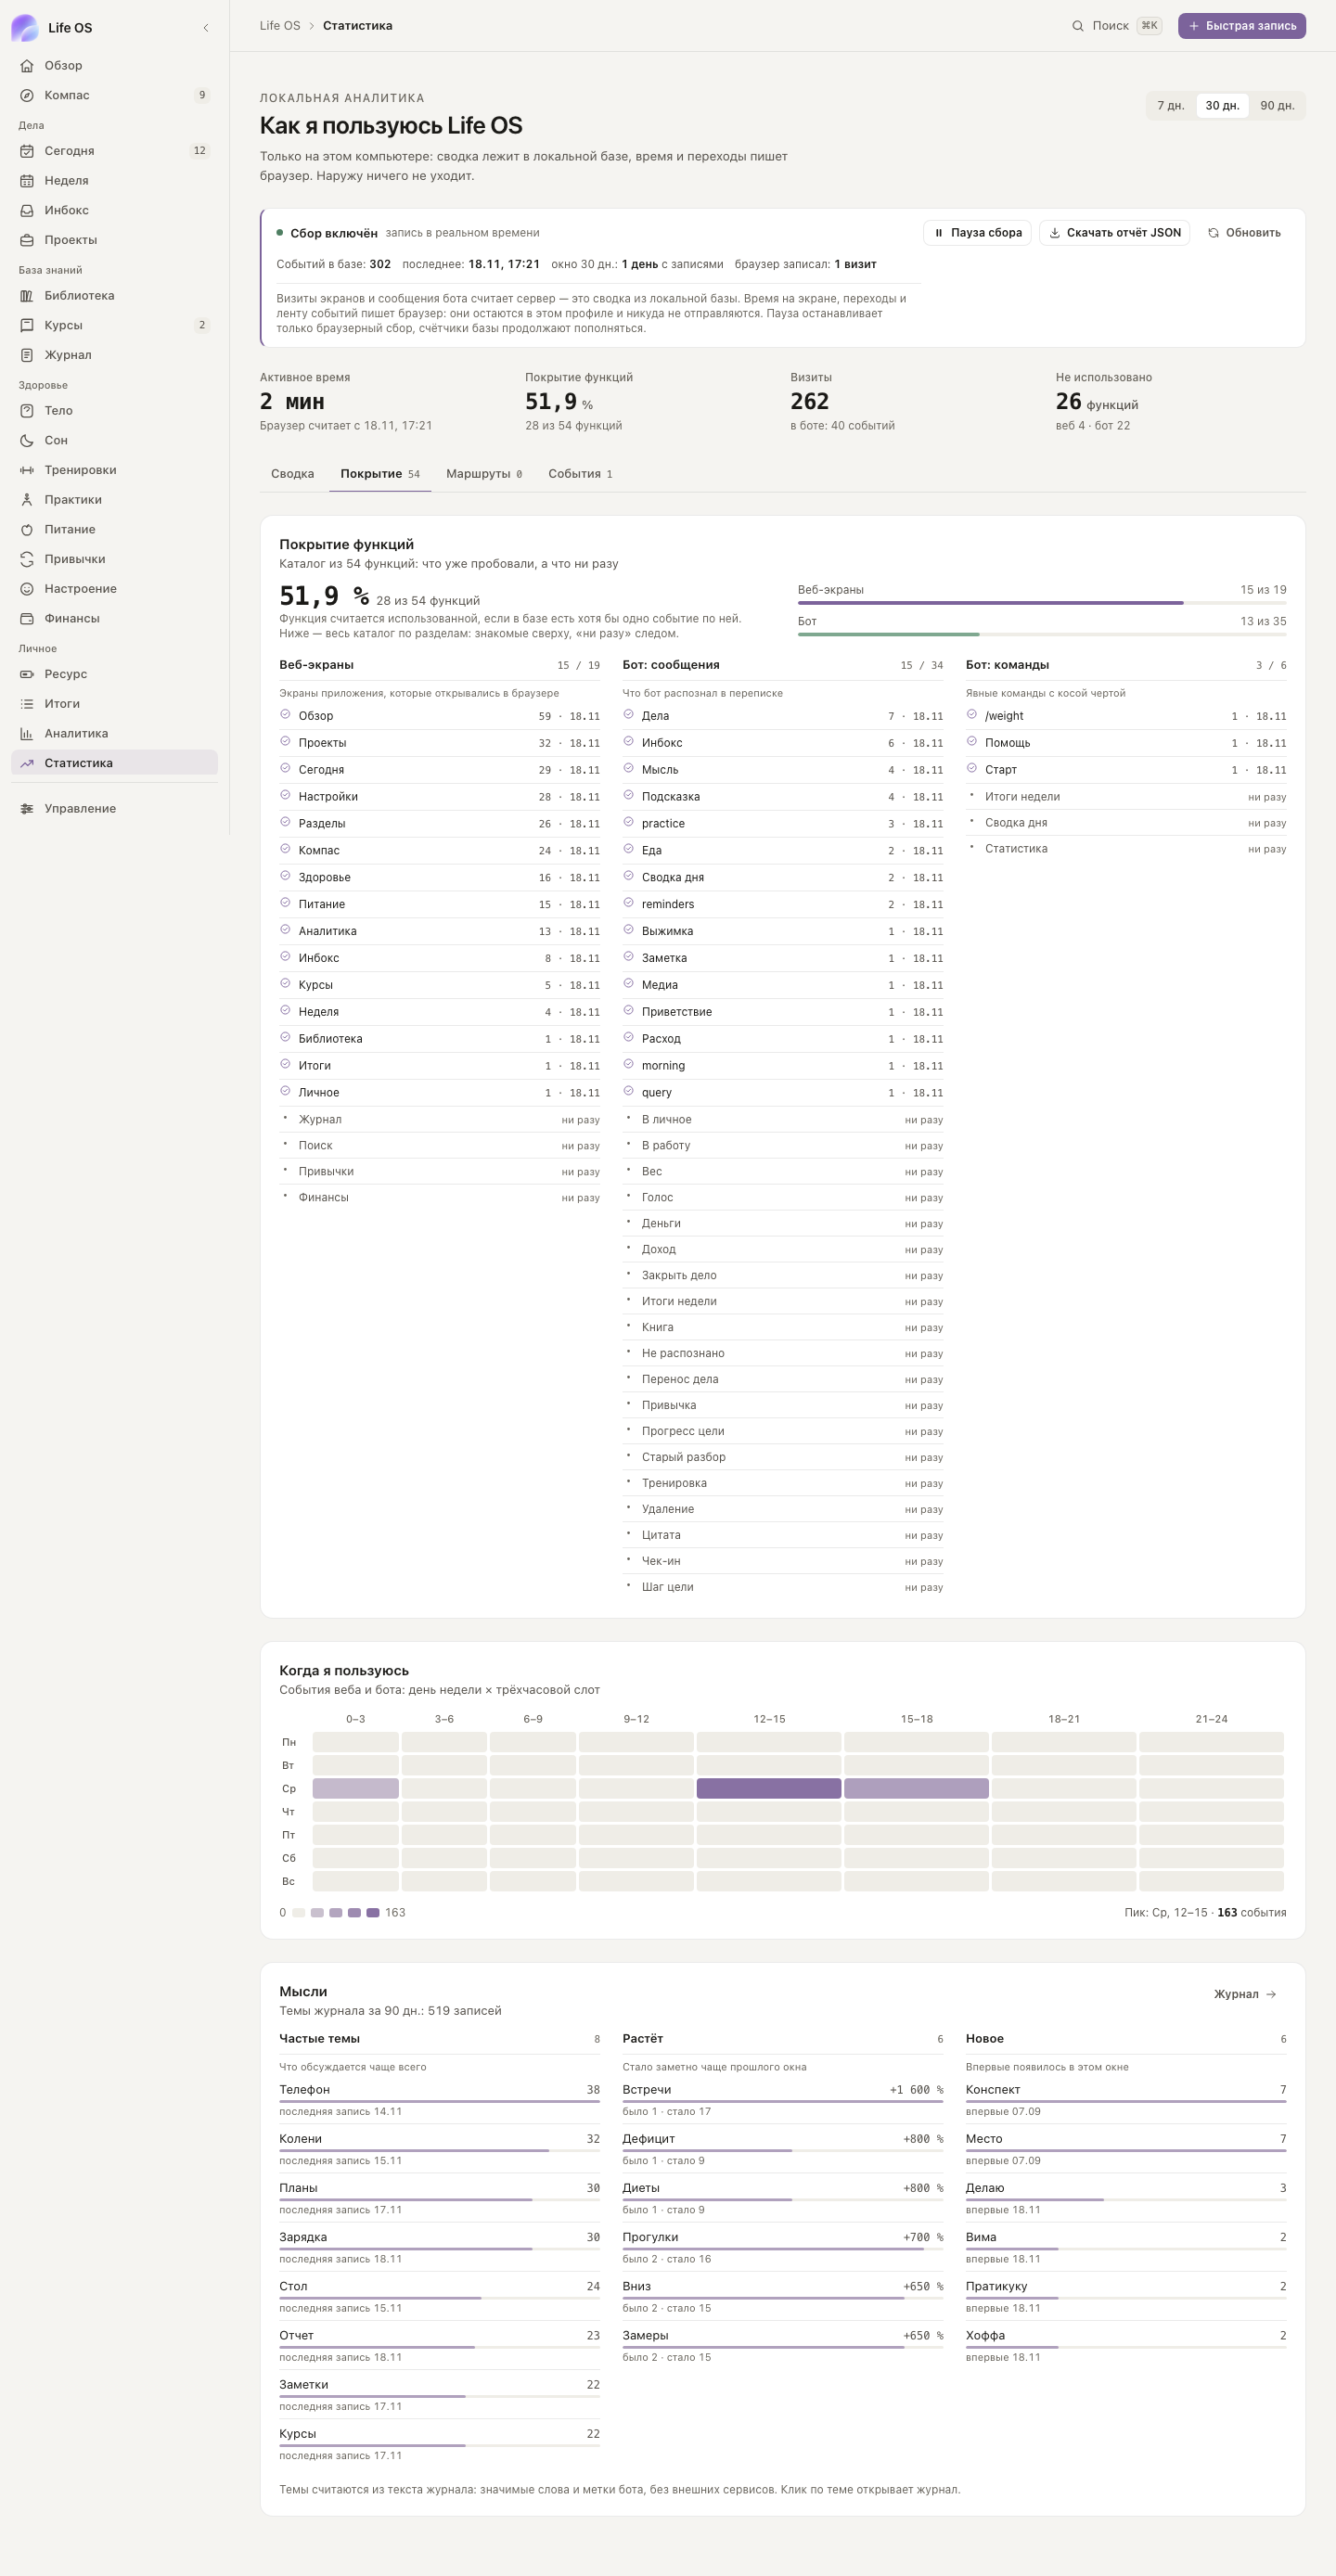 Life OS
Обзор
Компас 9
Дела
Сегодня 12
Неделя
Инбокс
Проекты
База знаний
Библиотека
Курсы 2
Журнал
Здоровье
Тело
Сон
Тренировки
Практики
Питание
Привычки
Настроение
Финансы
Личное
Ресурс
Итоги
Аналитика
Статистика
Управление
Life OS > Статистика
Поиск ⌘K
+ Быстрая запись
ЛОКАЛЬНАЯ АНАЛИТИКА
Как я пользуюсь Life OS
Только на этом компьютере: сводка лежит в локальной базе, время и переходы пишет
браузер. Наружу ничего не уходит.
7 дн. 30 дн. 90 дн.
Сбор включён запись в реальном времени
Пауза сбора
Скачать отчёт JSON
Обновить
Событий в базе: 302 последнее: 18.11, 17:21 окно 30 дн.: 1 день с записями браузер записал: 1 визит
Визиты экранов и сообщения бота считает сервер — это сводка из локальной базы. Время на экране, переходы и
ленту событий пишет браузер: они остаются в этом профиле и никуда не отправляются. Пауза останавливает
только браузерный сбор, счётчики базы продолжают пополняться.
Активное время
2 мин
Браузер считает с 18.11, 17:21
Покрытие функций
51,9 %
28 из 54 функций
Визиты
262
в боте: 40 событий
Не использовано
26 функций
веб 4 · бот 22
Сводка
Покрытие 54
Маршруты 0
События 1
Покрытие функций
Каталог из 54 функций: что уже пробовали, а что ни разу
51,9 % 28 из 54 функций
Функция считается использованной, если в базе есть хотя бы одно событие по ней.
Ниже — весь каталог по разделам: знакомые сверху, «ни разу» следом.
Веб-экраны 15 из 19
Бот 13 из 35
Веб-экраны 15 / 19
Экраны приложения, которые открывались в браузере
Обзор 59 · 18.11
Проекты 32 · 18.11
Сегодня 29 · 18.11
Настройки 28 · 18.11
Разделы 26 · 18.11
Компас 24 · 18.11
Здоровье 16 · 18.11
Питание 15 · 18.11
Аналитика 13 · 18.11
Инбокс 8 · 18.11
Курсы 5 · 18.11
Неделя 4 · 18.11
Библиотека 1 · 18.11
Итоги 1 · 18.11
Личное 1 · 18.11
Журнал ни разу
Поиск ни разу
Привычки ни разу
Финансы ни разу
Бот: сообщения 15 / 34
Что бот распознал в переписке
Дела 7 · 18.11
Инбокс 6 · 18.11
Мысль 4 · 18.11
Подсказка 4 · 18.11
practice 3 · 18.11
Еда 2 · 18.11
Сводка дня 2 · 18.11
reminders 2 · 18.11
Выжимка 1 · 18.11
Заметка 1 · 18.11
Медиа 1 · 18.11
Приветствие 1 · 18.11
Расход 1 · 18.11
morning 1 · 18.11
query 1 · 18.11
В личное ни разу
В работу ни разу
Вес ни разу
Голос ни разу
Деньги ни разу
Доход ни разу
Закрыть дело ни разу
Итоги недели ни разу
Книга ни разу
Не распознано ни разу
Перенос дела ни разу
Привычка ни разу
Прогресс цели ни разу
Старый разбор ни разу
Тренировка ни разу
Удаление ни разу
Цитата ни разу
Чек-ин ни разу
Шаг цели ни разу
Бот: команды 3 / 6
Явные команды с косой чертой
/weight 1 · 18.11
Помощь 1 · 18.11
Старт 1 · 18.11
Итоги недели ни разу
Сводка дня ни разу
Статистика ни разу
Когда я пользуюсь
События веба и бота: день недели × трёхчасовой слот
0–3 3–6 6–9 9–12 12–15 15–18 18–21 21–24
Пн
Вт
Ср
Чт
Пт
Сб
Вс
0 163
Пик: Ср, 12–15 · 163 события
Мысли
Темы журнала за 90 дн.: 519 записей
Журнал →
Частые темы 8
Что обсуждается чаще всего
Телефон 38
последняя запись 14.11
Колени 32
последняя запись 15.11
Планы 30
последняя запись 17.11
Зарядка 30
последняя запись 18.11
Стол 24
последняя запись 15.11
Отчет 23
последняя запись 18.11
Заметки 22
последняя запись 17.11
Курсы 22
последняя запись 17.11
Растёт 6
Стало заметно чаще прошлого окна
Встречи +1 600 %
было 1 · стало 17
Дефицит +800 %
было 1 · стало 9
Диеты +800 %
было 1 · стало 9
Прогулки +700 %
было 2 · стало 16
Вниз +650 %
было 2 · стало 15
Замеры +650 %
было 2 · стало 15
Новое 6
Впервые появилось в этом окне
Конспект 7
впервые 07.09
Место 7
впервые 07.09
Делаю 3
впервые 18.11
Вима 2
впервые 18.11
Пратикуку 2
впервые 18.11
Хоффа 2
впервые 18.11
Темы считаются из текста журнала: значимые слова и метки бота, без внешних сервисов. Клик по теме открывает журнал.